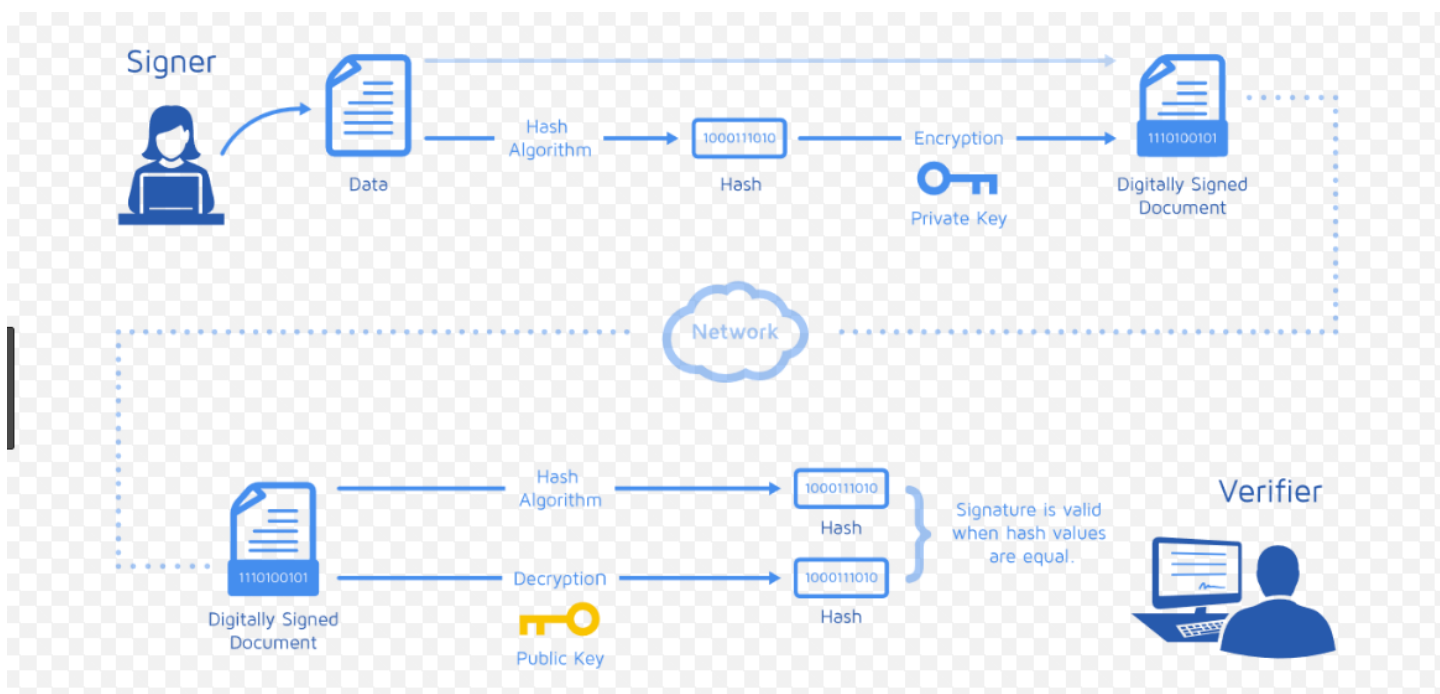 Signer
Data
Hash
Algorithm
1000111010
Hash
Encryption
Private Key
1110100101
Digitally Signed
Document
Network
1110100101
Digitally Signed
Document
Hash
Algorithm
1000111010
Hash
Decryption
Public Key
1000111010
Hash
Signature is valid
when hash values
are equal.
Verifier